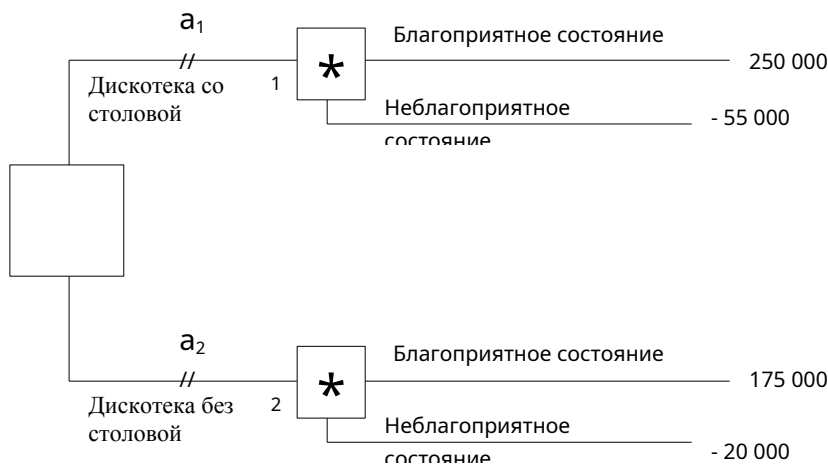 a1
Благоприятное состояние
250 000
Дискотека со
столовой
1
*
Неблагоприятное
состояние
- 55 000
a2
Благоприятное состояние
175 000
Дискотека без
столовой
2
*
Неблагоприятное
состояние
- 20 000